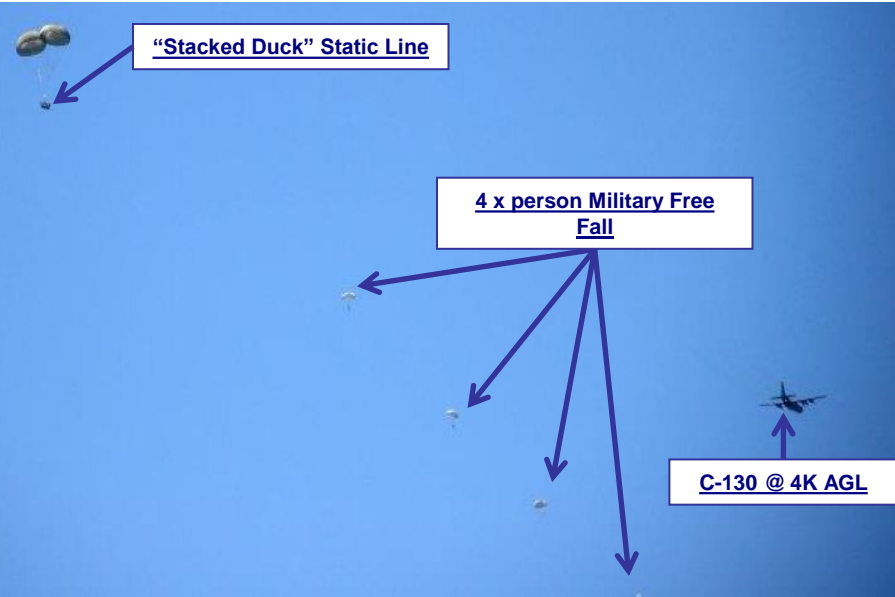 “Stacked Duck” Static Line
4 x person Military Free
Fall
C-130 @ 4K AGL